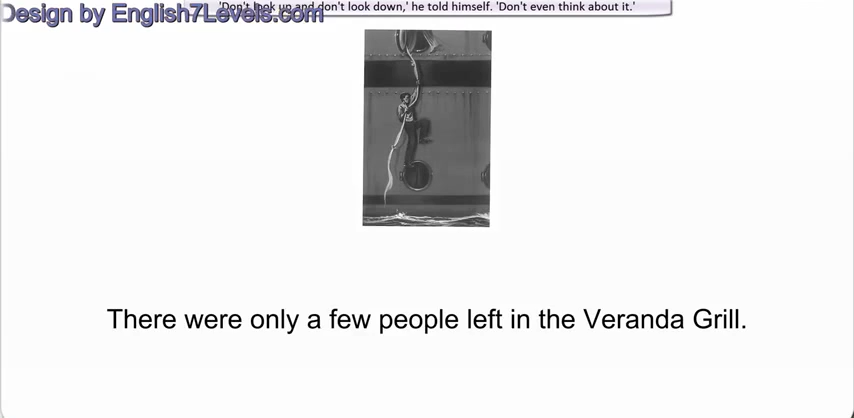 'Don't look up and don't look down,' he told himself. 'Don't even think about it.'
Design by English7Levels.com
There were only a few people left in the Veranda Grill.